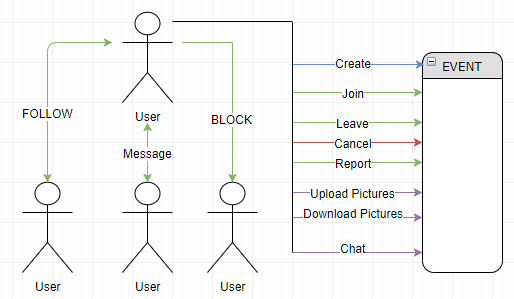 Create
EVENT
Join
User
FOLLOW
BLOCK
Leave
Message
Cancel
Report
Upload Pictures
Download Pictures
Chat
User
User
User